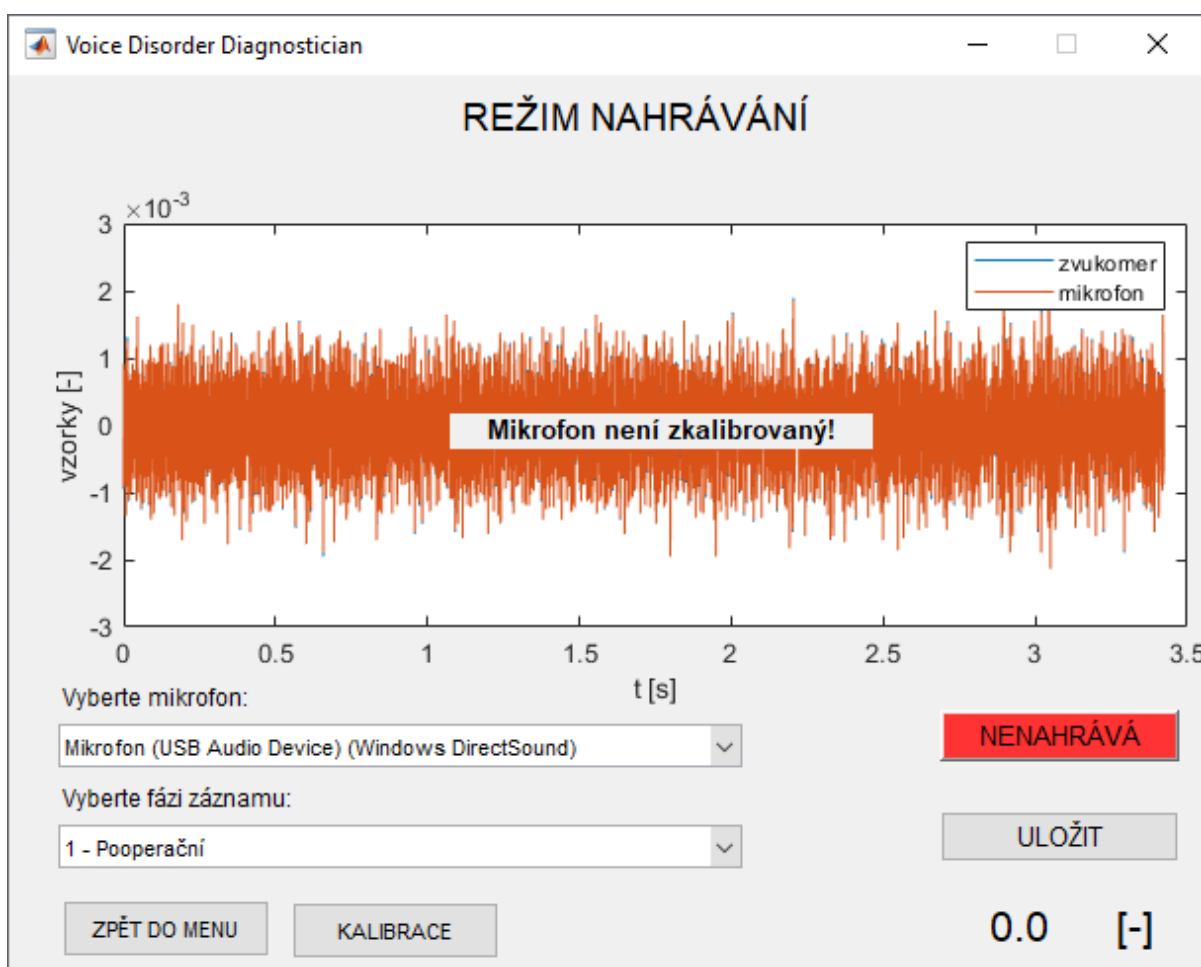 Voice Disorder Diagnostician
REŽIM NAHRÁVÁNÍ
×10-3
3
2
1
0
-1
-2
-3
vzorky [-]
zvukomer
mikrofon
Mikrofon není zkalibrovaný!
0 0.5 1 1.5 2 2.5 3 3.5
t [s]
Vyberte mikrofon:
Mikrofon (USB Audio Device) (Windows DirectSound)
NENAHRÁVÁ
Vyberte fázi záznamu:
1 - Pooperační
ULOŽIT
ZPĚT DO MENU KALIBRACE 0.0 [-]